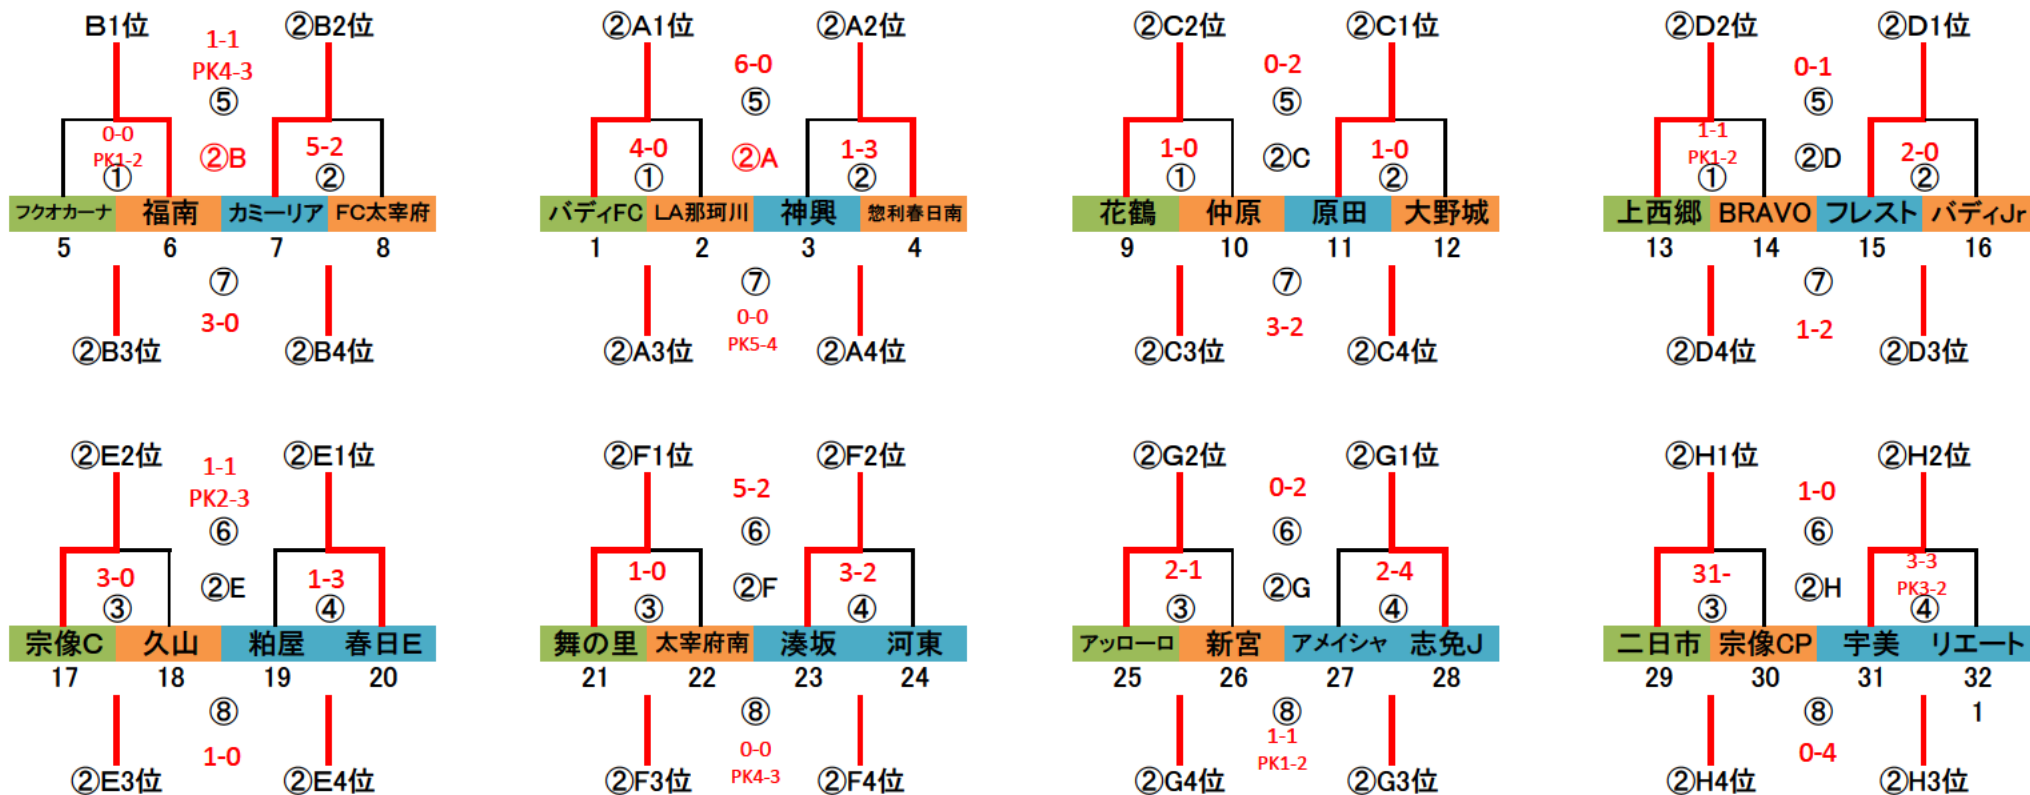 B1位 1-1 ②B2位
PK4-3
⑤
0-0
PK1-2 ②B 5-2
① ②
フクオカーナ 福南 カミーリア FC太宰府
5 6 7 8
⑦
3-0
②B3位 ②B4位
②A1位 ②A2位
6-0
⑤
4-0 ②A 1-3
① ②
バディFC LA那珂川 神興 惣利春日南
1 2 3 4
⑦
0-0
②A3位 PK5-4 ②A4位
②C2位 ②C1位
0-2
⑤
1-0 ②C 1-0
① ②
花鶴 仲原 原田 大野城
9 10 11 12
⑦
3-2
②C3位 ②C4位
②D2位 ②D1位
0-1
⑤
1-1
PK1-2 ②D 2-0
① ②
上西郷 BRAVO フレスト バディJr
13 14 15 16
⑦
1-2
②D4位 ②D3位
②E2位 1-1 ②E1位
PK2-3
⑥
3-0 ②E 1-3
③ ④
宗像C 久山 粕屋 春日E
17 18 19 20
⑧
1-0
②E3位 ②E4位
②F1位 ②F2位
5-2
⑥
1-0 ②F 3-2
③ ④
舞の里 太宰府南 湊坂 河東
21 22 23 24
⑧
0-0
②F3位 PK4-3 ②F4位
②G2位 ②G1位
0-2
⑥
2-1 ②G 2-4
③ ④
アッローロ 新宮 アメイシャ 志免J
25 26 27 28
⑧
1-1
PK1-2
②G4位 ②G3位
②H1位 ②H2位
1-0
⑥
3-3
31- ②H PK3-2
③ ④
二日市 宗像CP 宇美 リエート
29 30 31 32
⑧ 1
0-4
②H4位 ②H3位